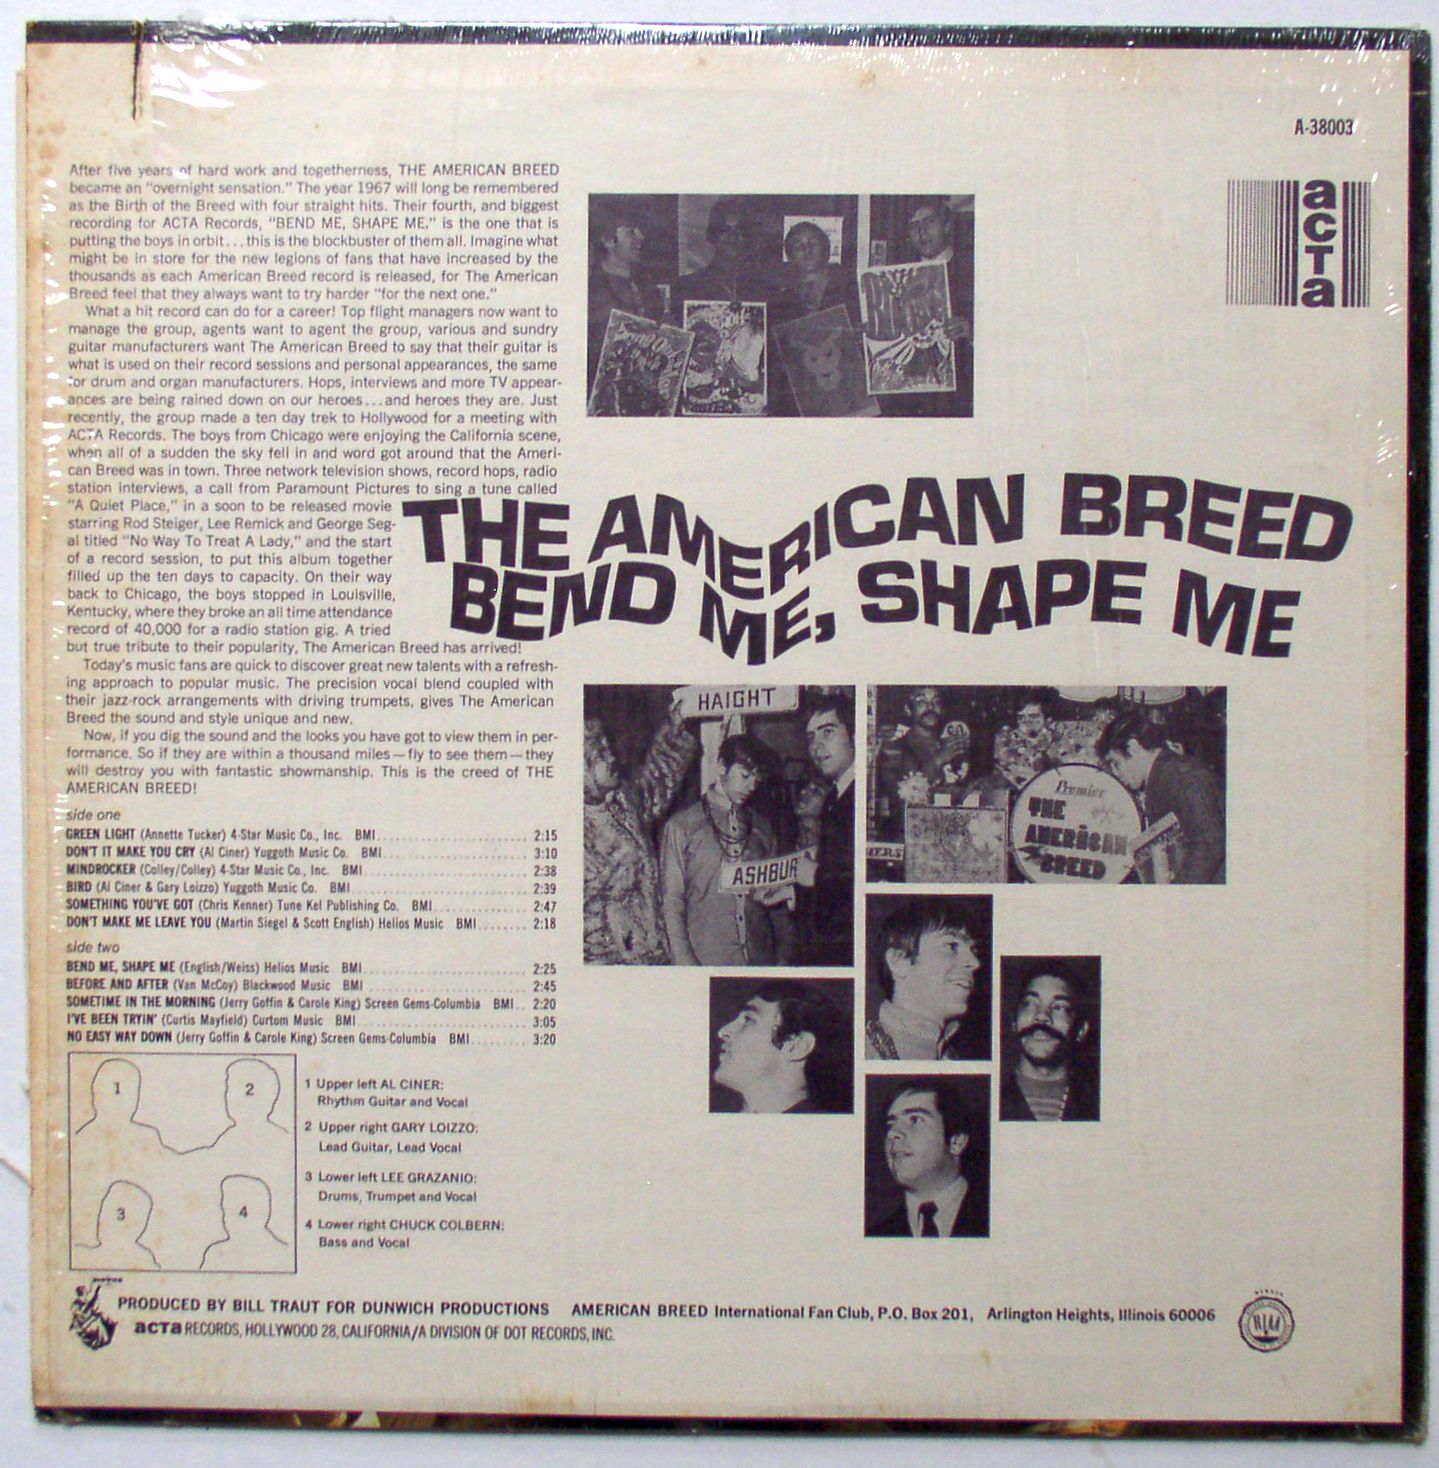 A-38003
acta
After five years of hard work and togetherness, THE AMERICAN BREED
became an "overnight sensation." The year 1967 will long be remembered
as the Birth of the Breed with four straight hits. Their fourth, and biggest
recording for ACTA Records, "BEND ME, SHAPE ME," is the one that is
putting the boys in orbit...this is the blockbuster of them all. Imagine what
might be in store for the new legions of fans that have increased by the
thousands as each American Breed record is released, for The American
Breed feel that they always want to try harder "for the next one."
What a hit record can do for a career! Top flight managers now want to
manage the group, agents want to agent the group, various and sundry
guitar manufacturers want The American Breed to say that their guitar is
what is used on their record sessions and personal appearances, the same
for drum and organ manufacturers. Hops, interviews and more TV appear-
ances are being rained down on our heroes...and heroes they are. Just
recently, the group made a ten day trek to Hollywood for a meeting with
ACTA Records. The boys from Chicago were enjoying the California scene,
when all of a sudden the sky fell in and word got around that the Ameri-
can Breed was in town. Three network television shows, record hops, radio
station interviews, a call from Paramount Pictures to sing a tune called
"A Quiet Place," in a soon to be released movie
starring Rod Steiger, Lee Remick and George Seg-
al titled "No Way To Treat A Lady," and the start
of a record session, to put this album together
filled up the ten days to capacity. On their way
back to Chicago, the boys stopped in Louisville,
Kentucky, where they broke an all time attendance
record of 40,000 for a radio station gig. A tried
but true tribute to their popularity, The American Breed has arrived!
Today's music fans are quick to discover great new talents with a refresh-
ing approach to popular music. The precision vocal blend coupled with
their jazz-rock arrangements with driving trumpets, gives The American
Breed the sound and style unique and new.
Now, if you dig the sound and the looks you have got to view them in per-
formance. So if they are within a thousand miles—fly to see them—they
will destroy you with fantastic showmanship. This is the creed of THE
AMERICAN BREED!
THE AMERICAN BREED
BEND ME, SHAPE ME
HAIGHT
ASHBUR
Premier
THE
AMERICAN
BREED
side one
GREEN LIGHT (Annette Tucker) 4-Star Music Co., Inc. BMI 2:15
DON'T IT MAKE YOU CRY (Al Ciner) Yuggoth Music Co. BMI 3:10
MINDROCKER (Colley/Colley) 4-Star Music Co., Inc. BMI 2:38
BIRD (Al Ciner & Gary Loizzo) Yuggoth Music Co. BMI 2:39
SOMETHING YOU'VE GOT (Chris Kenner) Tune Kel Publishing Co. BMI 2:47
DON'T MAKE ME LEAVE YOU (Martin Siegel & Scott English) Helios Music BMI 2:18
side two
BEND ME, SHAPE ME (English/Weiss) Helios Music BMI 2:25
BEFORE AND AFTER (Van McCoy) Blackwood Music BMI 2:45
SOMETIME IN THE MORNING (Jerry Goffin & Carole King) Screen Gems-Columbia BMI 2:20
I'VE BEEN TRYIN' (Curtis Mayfield) Curtom Music BMI 3:05
NO EASY WAY DOWN (Jerry Goffin & Carole King) Screen Gems-Columbia BMI 3:20
1
2
3
4
1 Upper left AL CINER:
Rhythm Guitar and Vocal
2 Upper right GARY LOIZZO:
Lead Guitar, Lead Vocal
3 Lower left LEE GRAZANIO:
Drums, Trumpet and Vocal
4 Lower right CHUCK COLBERN:
Bass and Vocal
PRODUCED BY BILL TRAUT FOR DUNWICH PRODUCTIONS AMERICAN BREED International Fan Club, P.O. Box 201, Arlington Heights, Illinois 60006
acta RECORDS, HOLLYWOOD 28, CALIFORNIA/A DIVISION OF DOT RECORDS, INC.